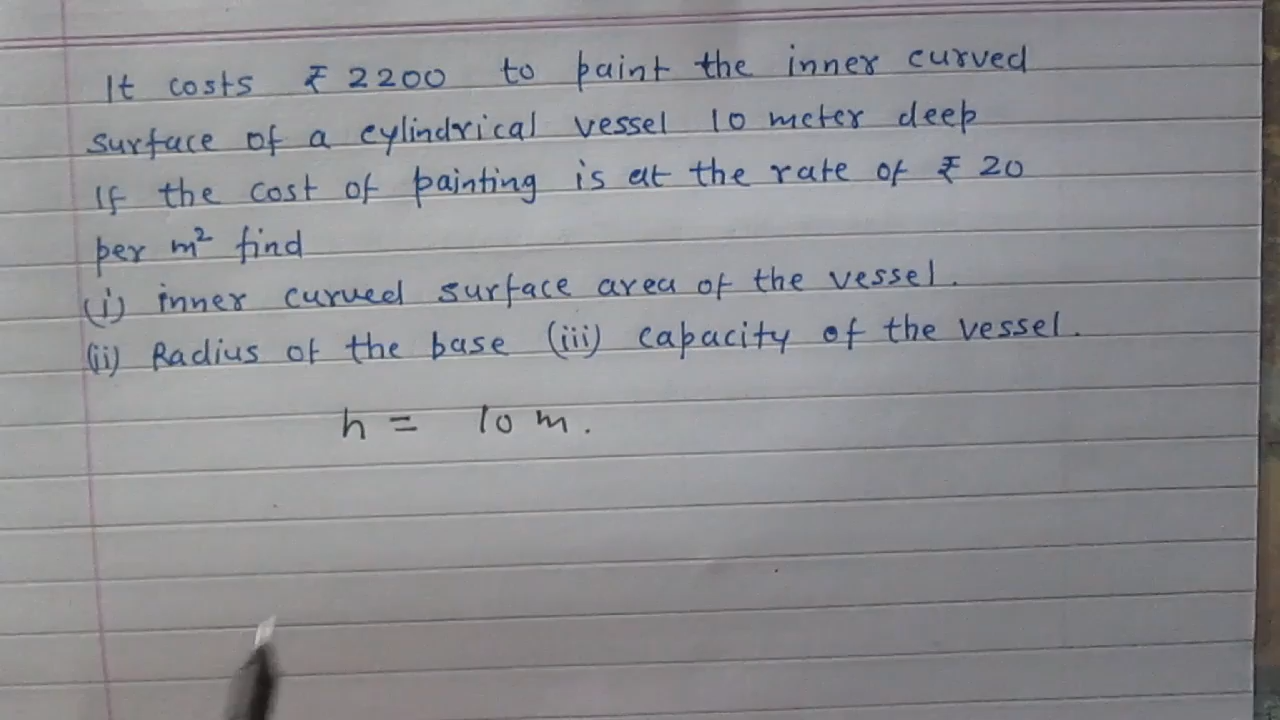 It costs ₹ 2200 to paint the inner curved
surface of a cylindrical vessel 10 meter deep
If the cost of painting is at the rate of ₹ 20
per m² find
(i) inner curved surface area of the vessel.
(ii) Radius of the base (iii) capacity of the vessel.
h = 10 m.